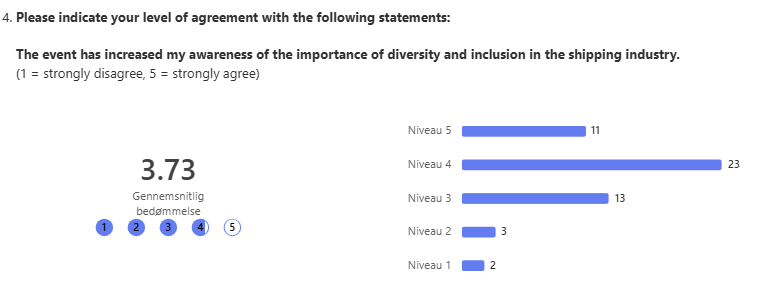 4. Please indicate your level of agreement with the following statements:
The event has increased my awareness of the importance of diversity and inclusion in the shipping industry.
(1 = strongly disagree, 5 = strongly agree)
3.73
Gennemsnitlig
bedømmelse
1 2 3 4 5
Niveau 5 11
Niveau 4 23
Niveau 3 13
Niveau 2 3
Niveau 1 2